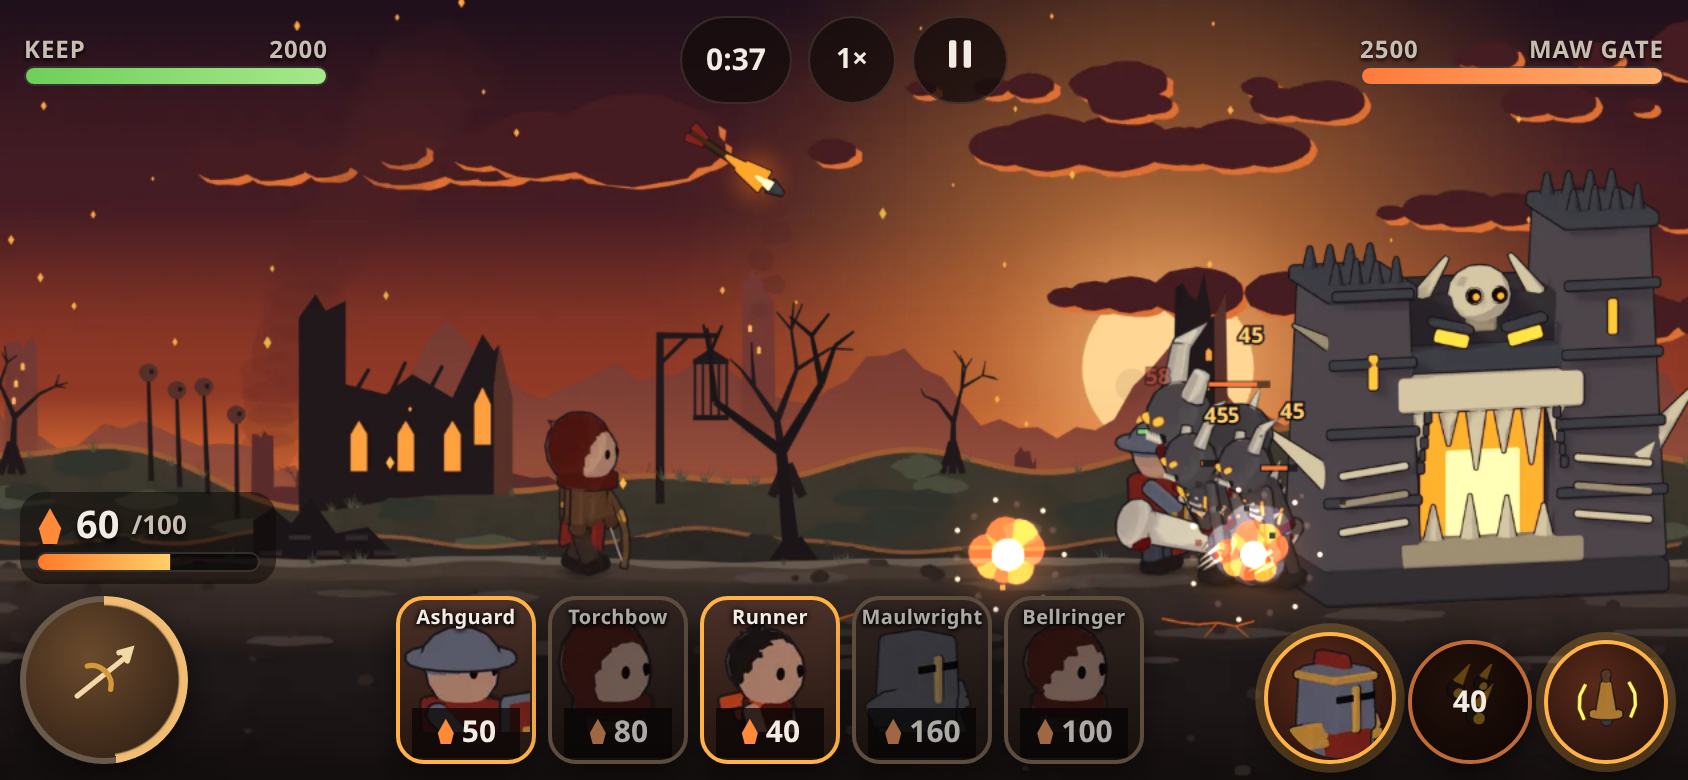 KEEP 2000
0:37
1×
2500 MAW GATE
45
58
455
45
60 /100
Ashguard
50
Torchbow
80
Runner
40
Maulwright
160
Bellringer
100
40